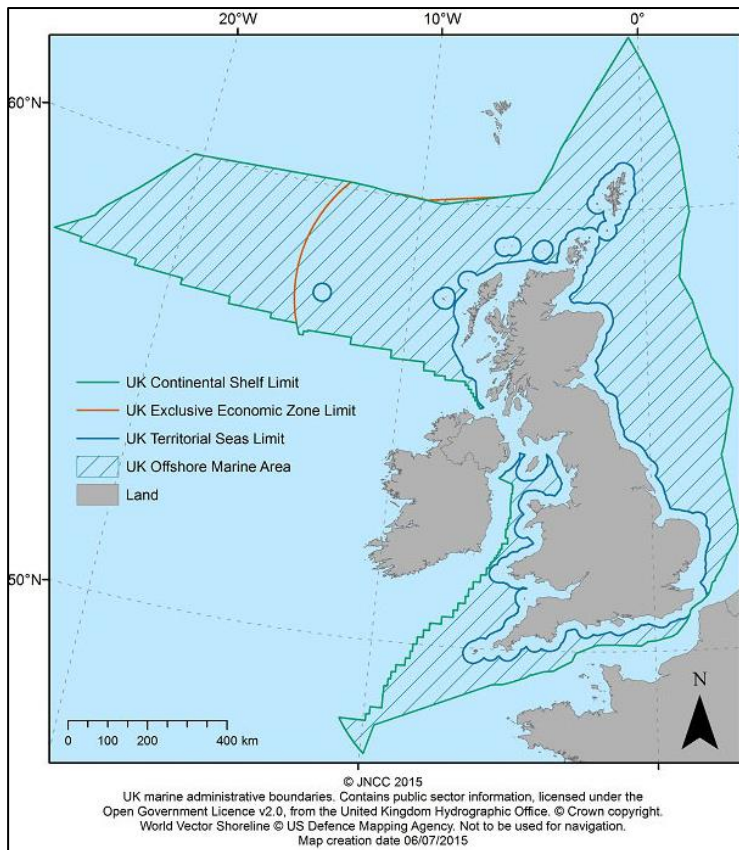 20°W 10°W 0°
60°N
UK Continental Shelf Limit
UK Exclusive Economic Zone Limit
UK Territorial Seas Limit
UK Offshore Marine Area
Land
50°N
N
0 100 200 400 km
© JNCC 2015
UK marine administrative boundaries. Contains public sector information, licensed under the
Open Government Licence v2.0, from the United Kingdom Hydrographic Office. © Crown copyright.
World Vector Shoreline © US Defence Mapping Agency. Not to be used for navigation.
Map creation date 06/07/2015